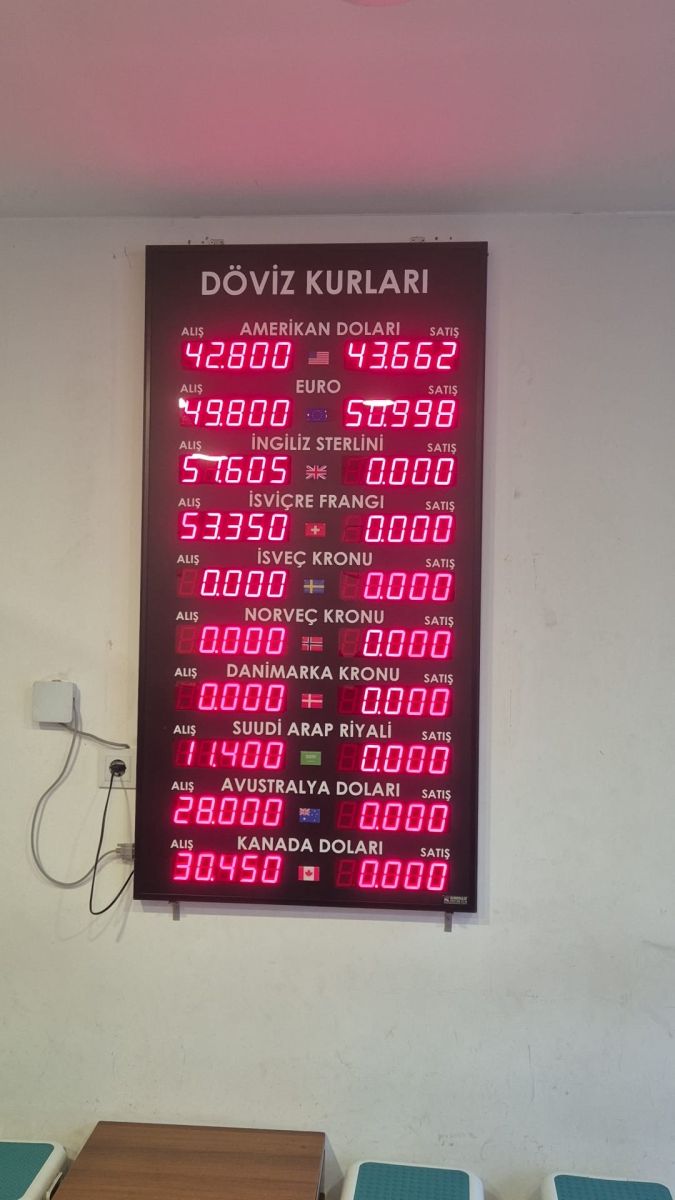 DÖVİZ KURLARI
ALIŞ AMERİKAN DOLARI SATIŞ
42.800 43.662
ALIŞ EURO SATIŞ
49.800 50.998
ALIŞ İNGİLİZ STERLİNİ SATIŞ
57.605 0.000
ALIŞ İSVİÇRE FRANGI SATIŞ
53.350 0.000
ALIŞ İSVEÇ KRONU SATIŞ
0.000 0.000
ALIŞ NORVEÇ KRONU SATIŞ
0.000 0.000
ALIŞ DANİMARKA KRONU SATIŞ
0.000 0.000
ALIŞ SUUDİ ARAP RİYALİ SATIŞ
11.400 0.000
ALIŞ AVUSTRALYA DOLARI SATIŞ
28.000 0.000
ALIŞ KANADA DOLARI SATIŞ
30.450 0.000